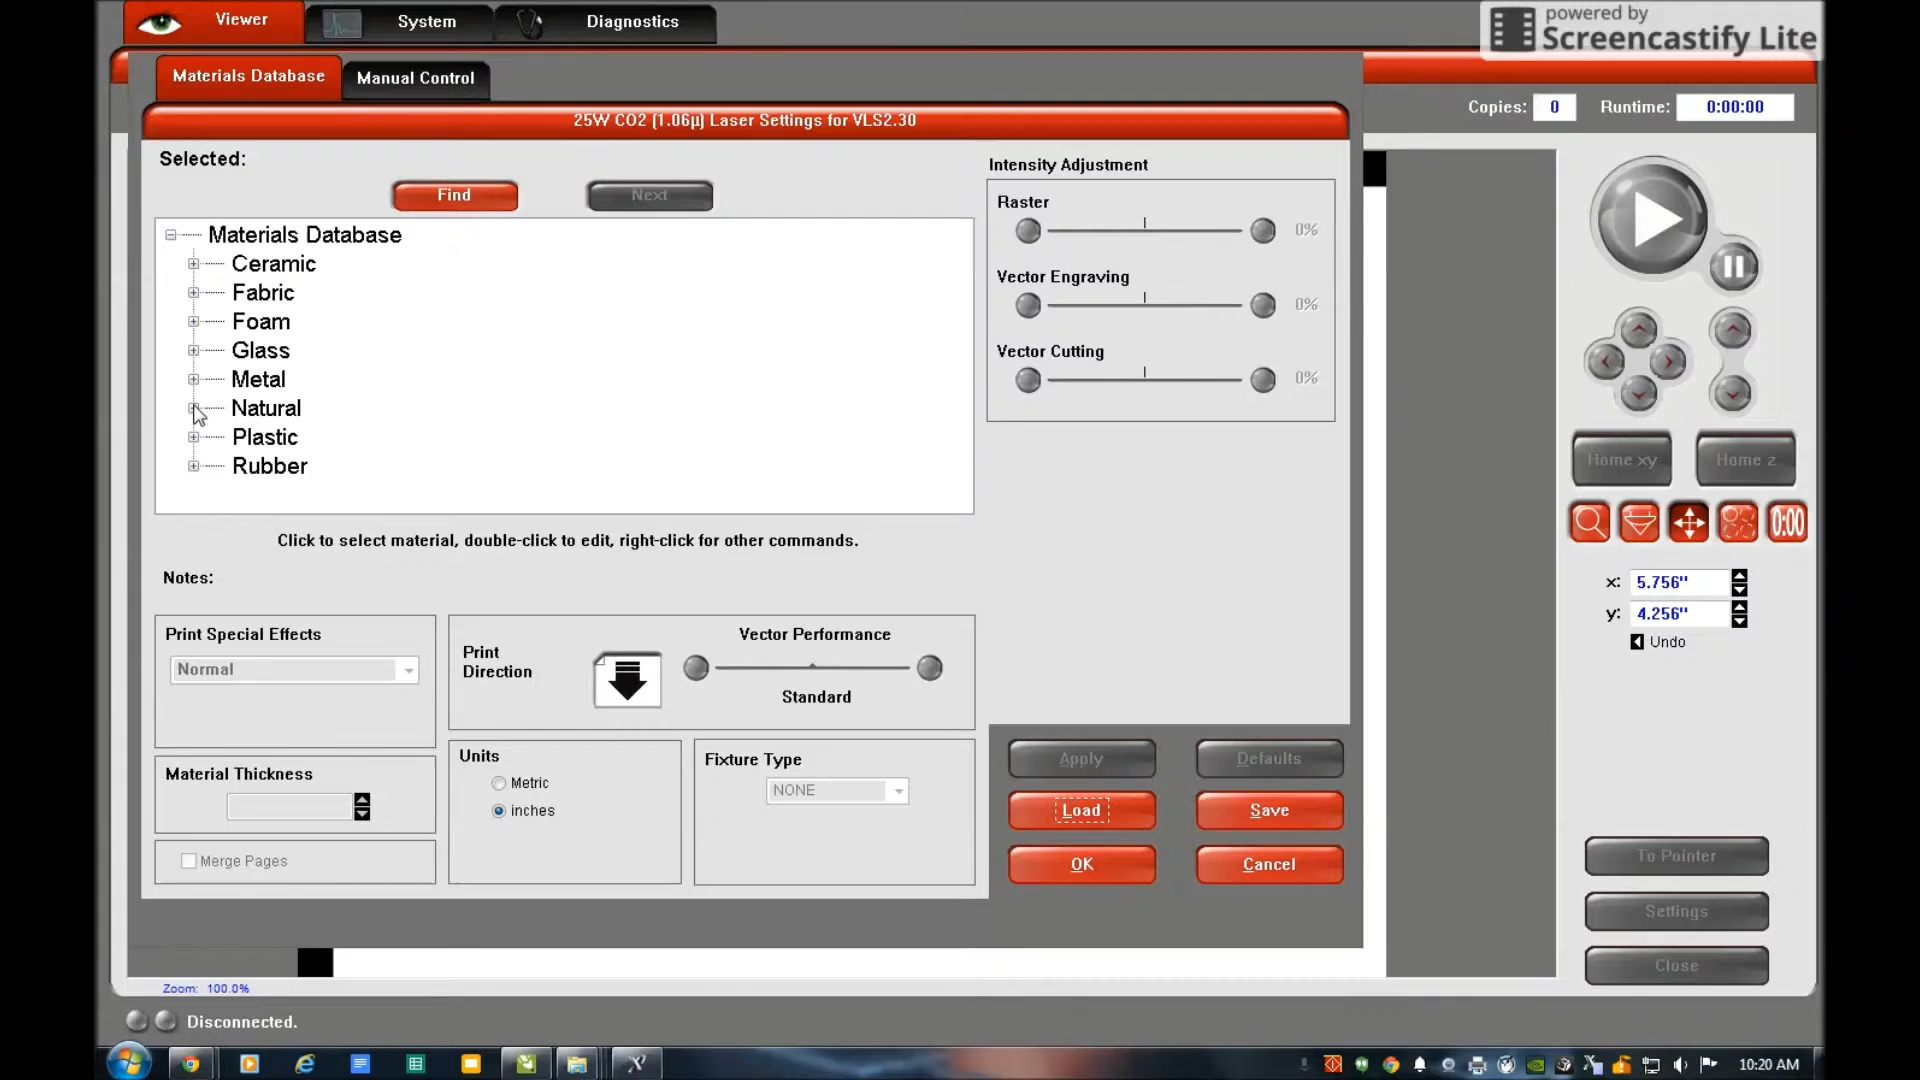 Viewer
System
Diagnostics
powered by
Screencastify Lite
Materials Database
Manual Control
Copies: 0
Runtime: 0:00:00
25W CO2 (1.06µ) Laser Settings for VLS2.30
Selected:
Find
Next
Materials Database
Ceramic
Fabric
Foam
Glass
Metal
Natural
Plastic
Rubber
Intensity Adjustment
Raster
0%
Vector Engraving
0%
Vector Cutting
0%
Click to select material, double-click to edit, right-click for other commands.
Notes:
Print Special Effects
Normal
Print
Direction
Vector Performance
Standard
Material Thickness
Merge Pages
Units
Metric
inches
Fixture Type
NONE
Apply
Defaults
Load
Save
OK
Cancel
Home xy
Home z
0:00
x: 5.756"
y: 4.256"
Undo
To Pointer
Settings
Close
Zoom: 100.0%
Disconnected.
10:20 AM